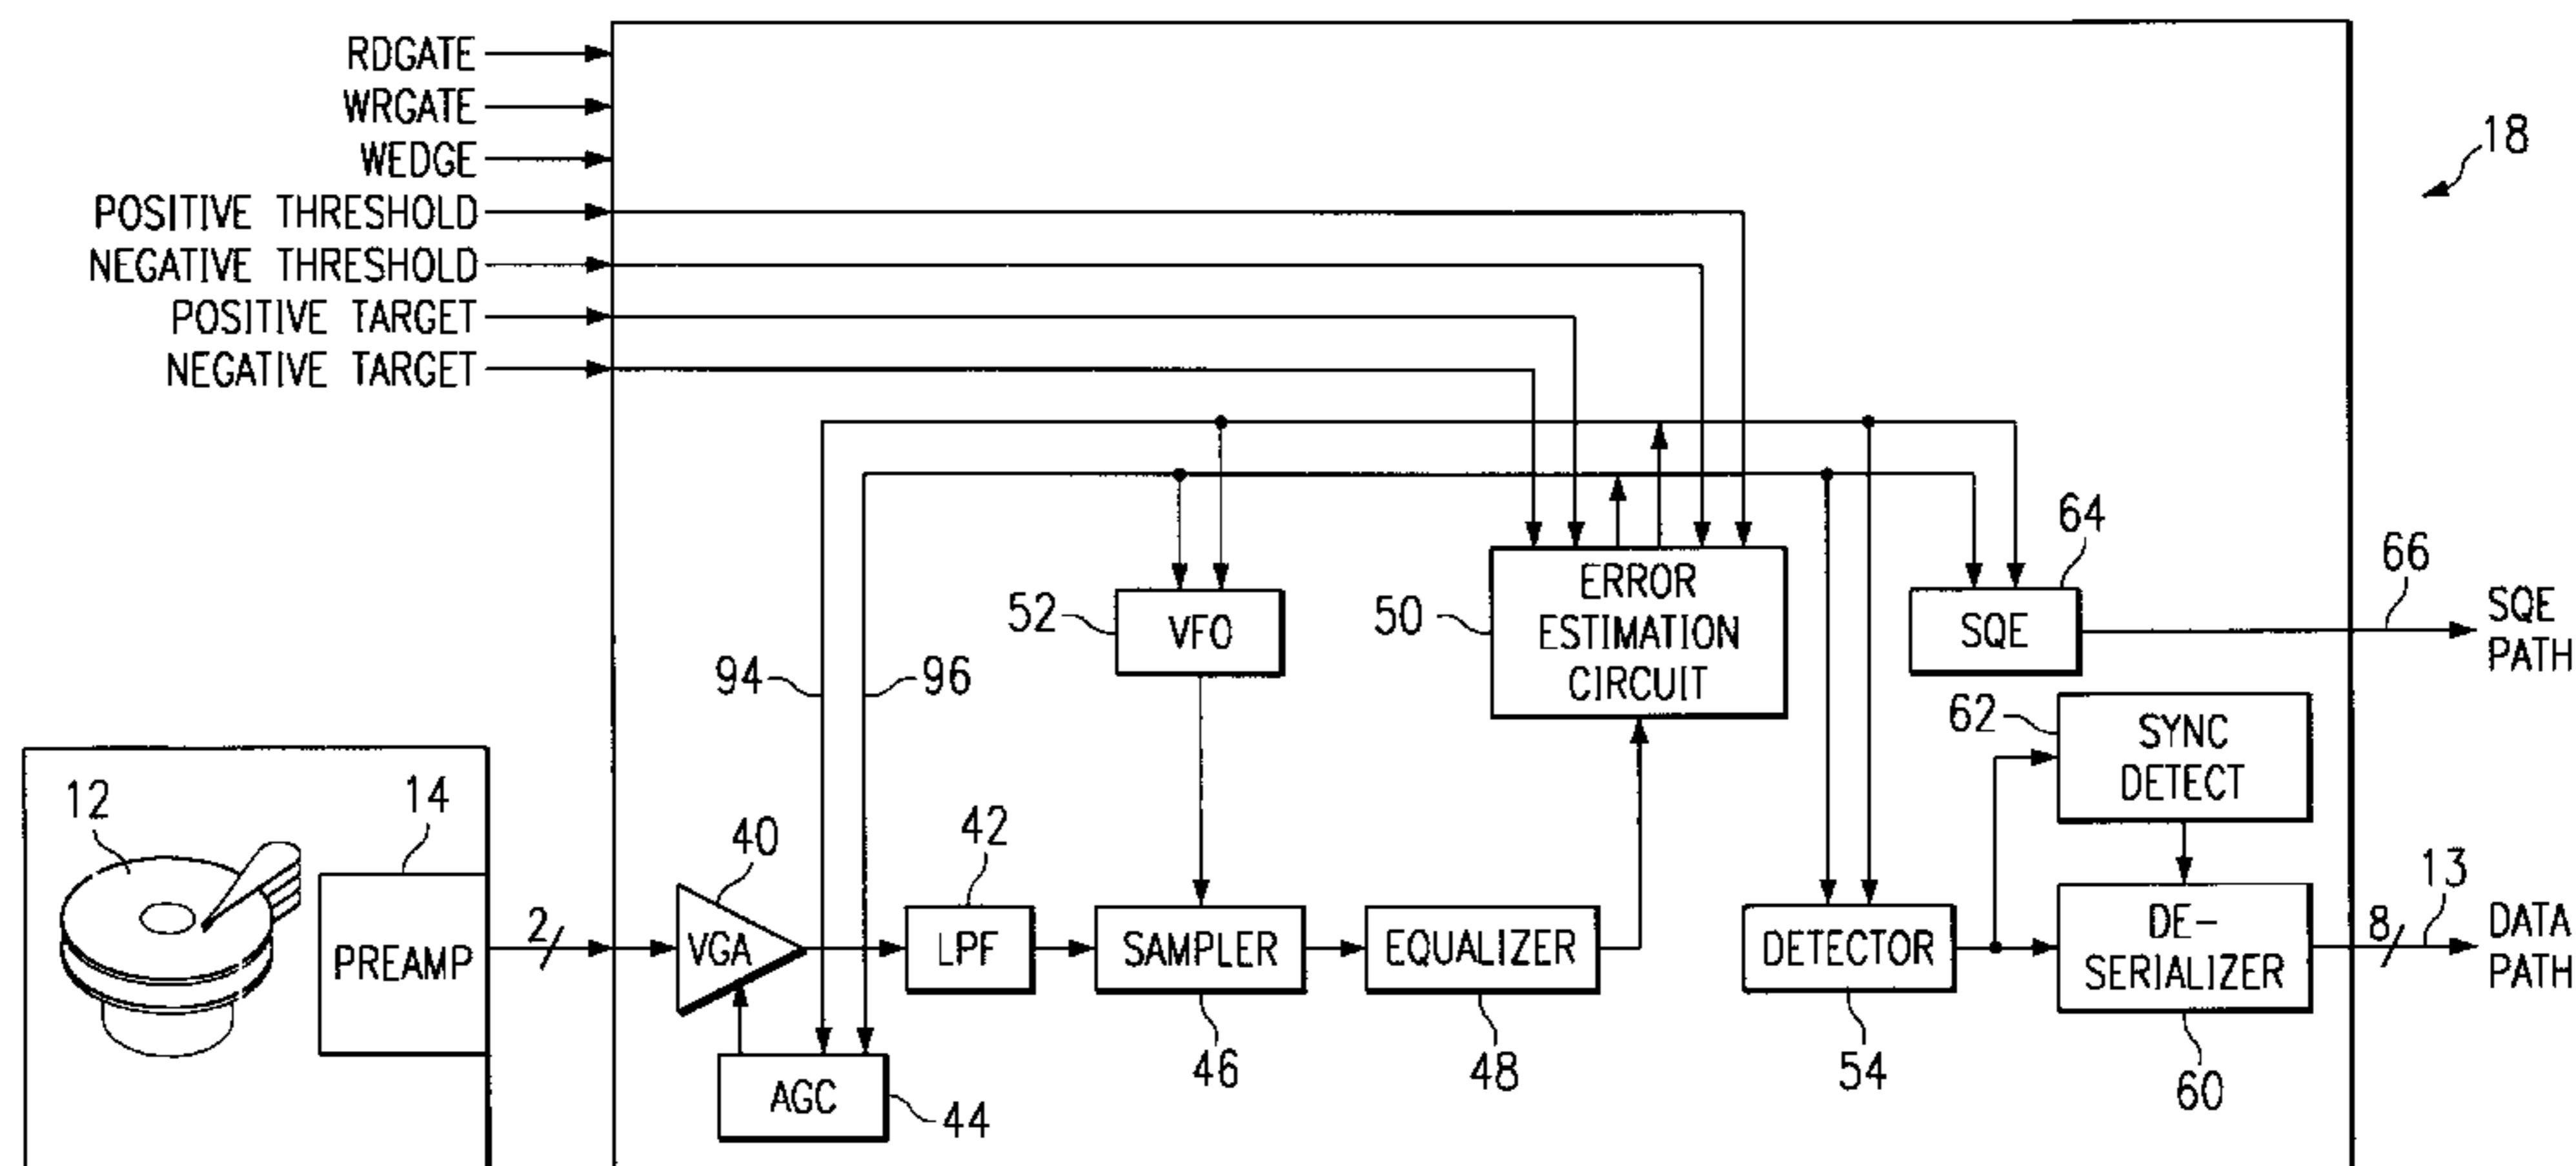 RDGATE
WRGATE
WEDGE
POSITIVE THRESHOLD
NEGATIVE THRESHOLD
POSITIVE TARGET
NEGATIVE TARGET
18
64
66
52
VFO
50
ERROR
ESTIMATION
CIRCUIT
SQE
SQE
PATH
94
96
62
SYNC
DETECT
12
14
PREAMP
2
40
VGA
42
LPF
SAMPLER
46
EQUALIZER
48
DETECTOR
54
DE-
SERIALIZER
60
8
13
DATA
PATH
AGC
44